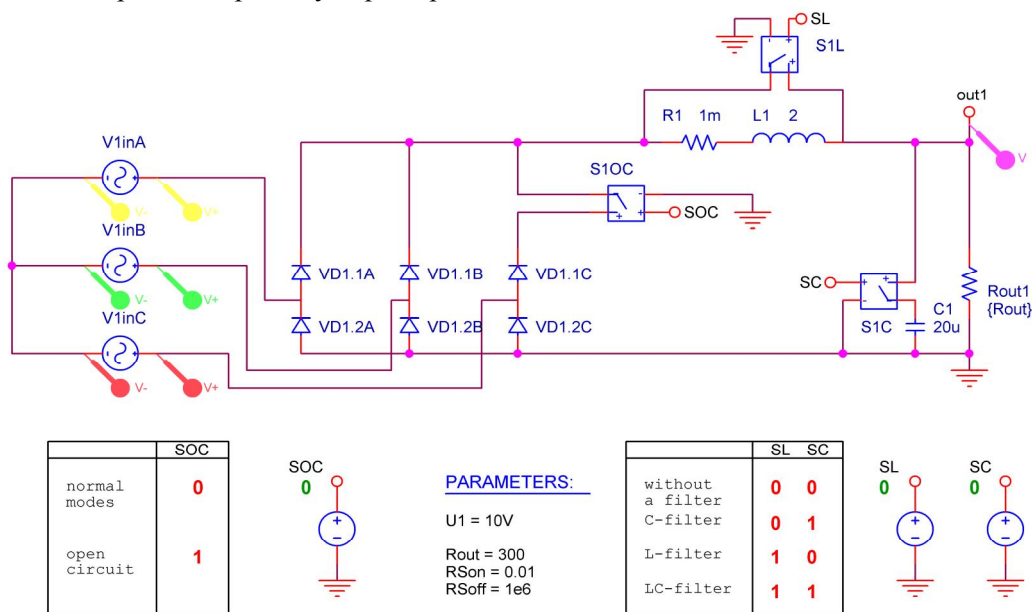 SL
S1L
R1 1m L1 2
out1
V
V1inA
V- V+
S1OC
SOC
V1inB
V- V+
VD1.1A VD1.1B VD1.1C
SC
S1C
C1
20u
Rout1
{Rout}
VD1.2A VD1.2B VD1.2C
V1inC
V- V+
SOC
normal
modes
0
open
circuit
1
SOC
0
PARAMETERS:
U1 = 10V
Rout = 300
RSon = 0.01
RSoff = 1e6
SL SC
without
a filter
0 0
C-filter 0 1
L-filter 1 0
LC-filter 1 1
SL
0
SC
0